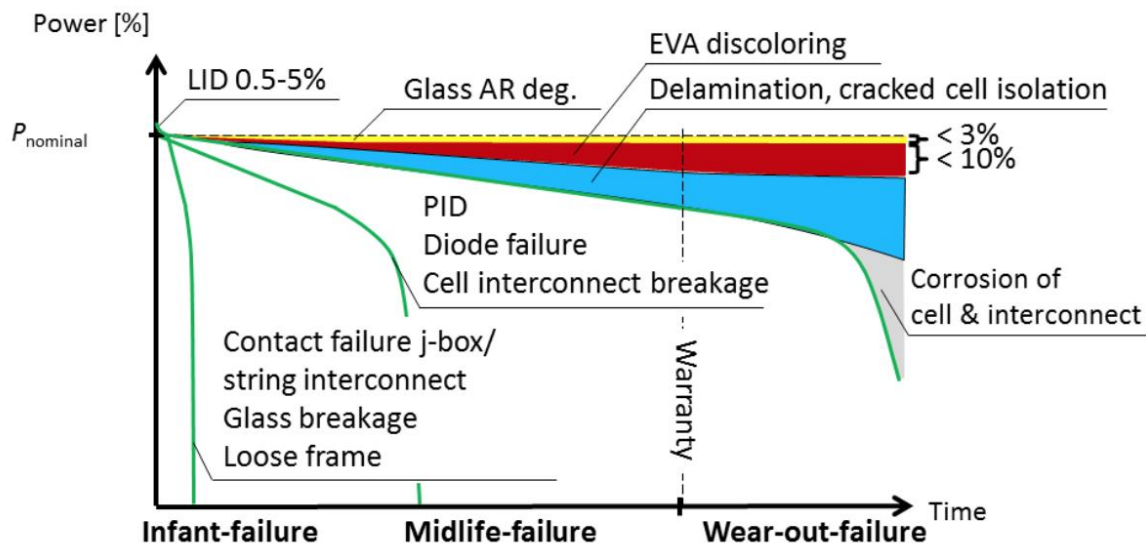 Power [%]
LID 0.5-5%
Glass AR deg.
EVA discoloring
Delamination, cracked cell isolation
Pnominal
< 3%
< 10%
PID
Diode failure
Cell interconnect breakage
Corrosion of
cell & interconnect
Contact failure j-box/
string interconnect
Glass breakage
Loose frame
Warranty
Time
Infant-failure
Midlife-failure
Wear-out-failure